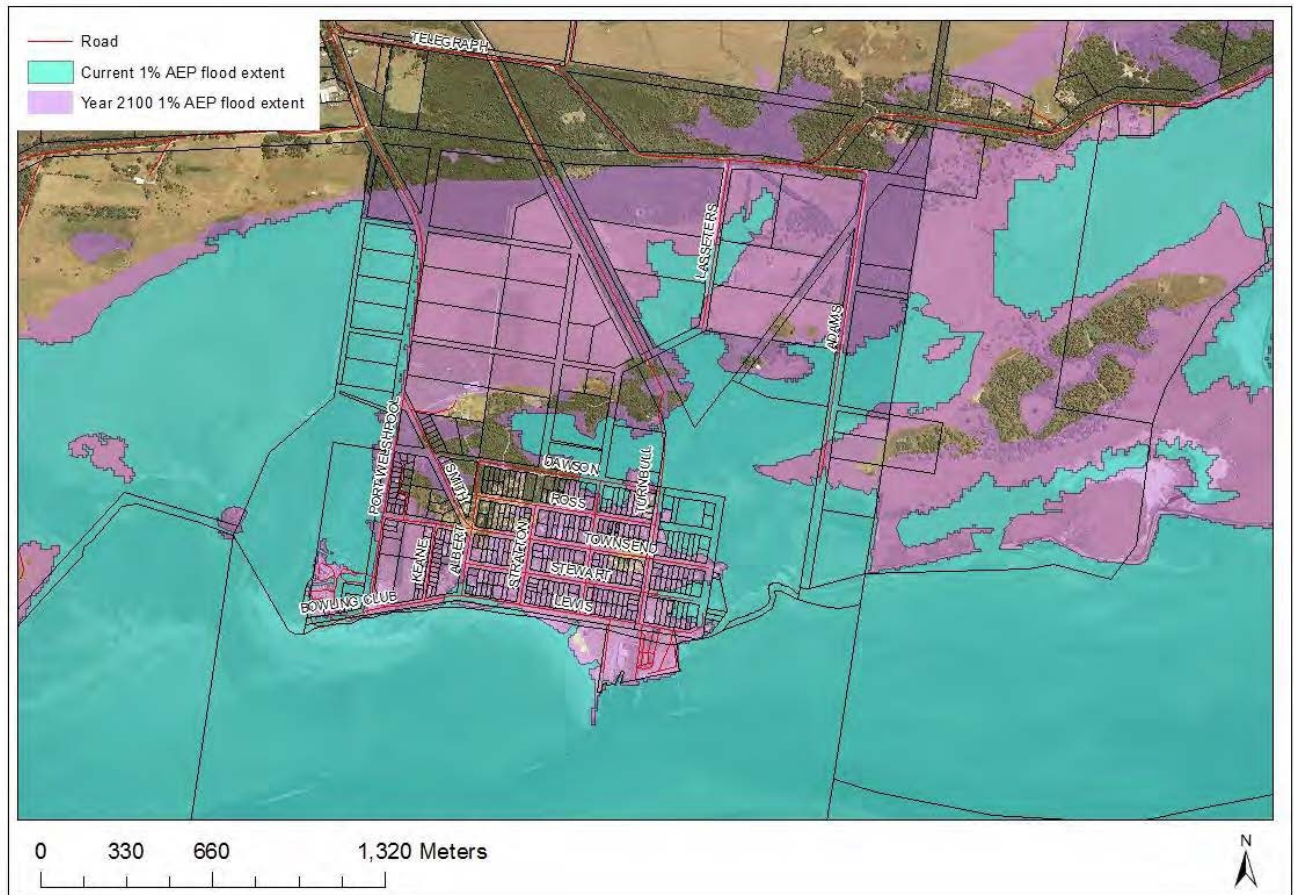 Road
Current 1% AEP flood extent
Year 2100 1% AEP flood extent
TELEGRAPH
LASSETERS
ADAMS
PORT WELSHPOOL
SMITH
DAWSON
TURNBULL
ROSS
KEANE
ALBERT
STRATTON
TOWNSEND
STEWART
BOWLING CLUB
LEWIS
0 330 660 1,320 Meters
N